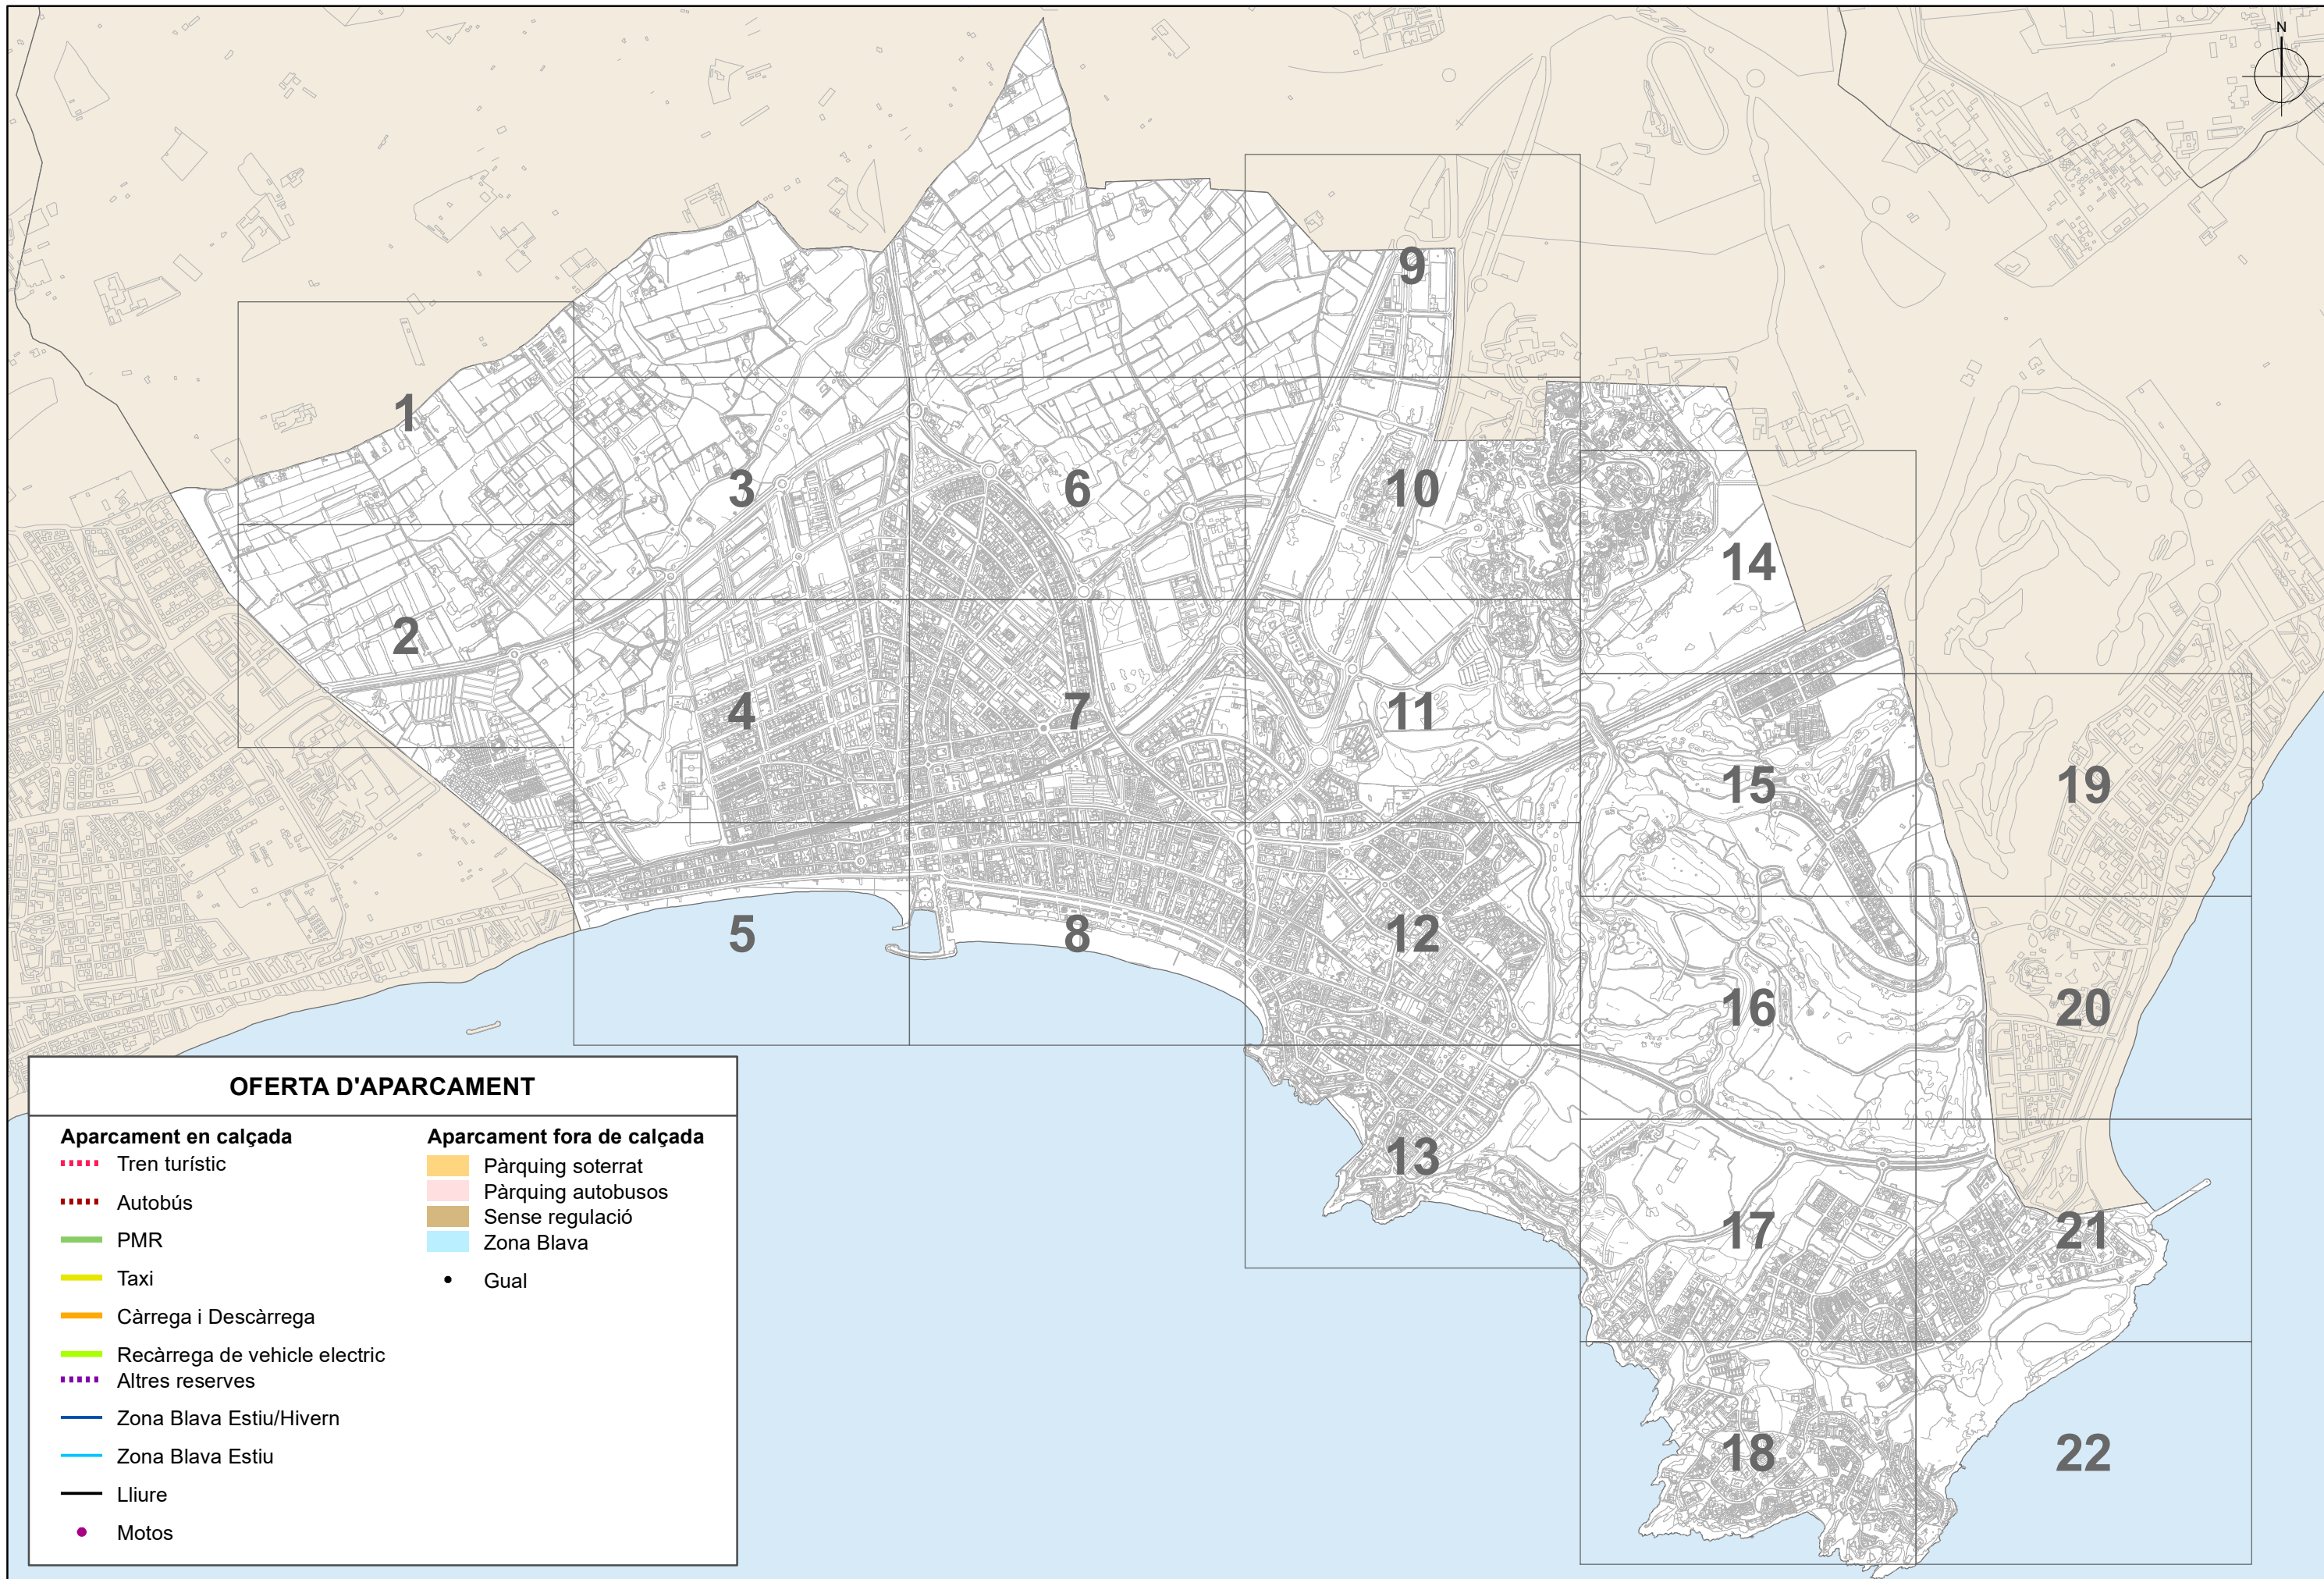 N
9
1
3
6
10
14
2
4
7
11
15
19
5
8
12
16
20
13
17
21
18
22
OFERTA D'APARCAMENT
Aparcament en calçada
Tren turístic
Autobús
PMR
Taxi
Càrrega i Descàrrega
Recàrrega de vehicle electric
Altres reserves
Zona Blava Estiu/Hivern
Zona Blava Estiu
Lliure
Motos
Aparcament fora de calçada
Pàrquing soterrat
Pàrquing autobusos
Sense regulació
Zona Blava
Gual